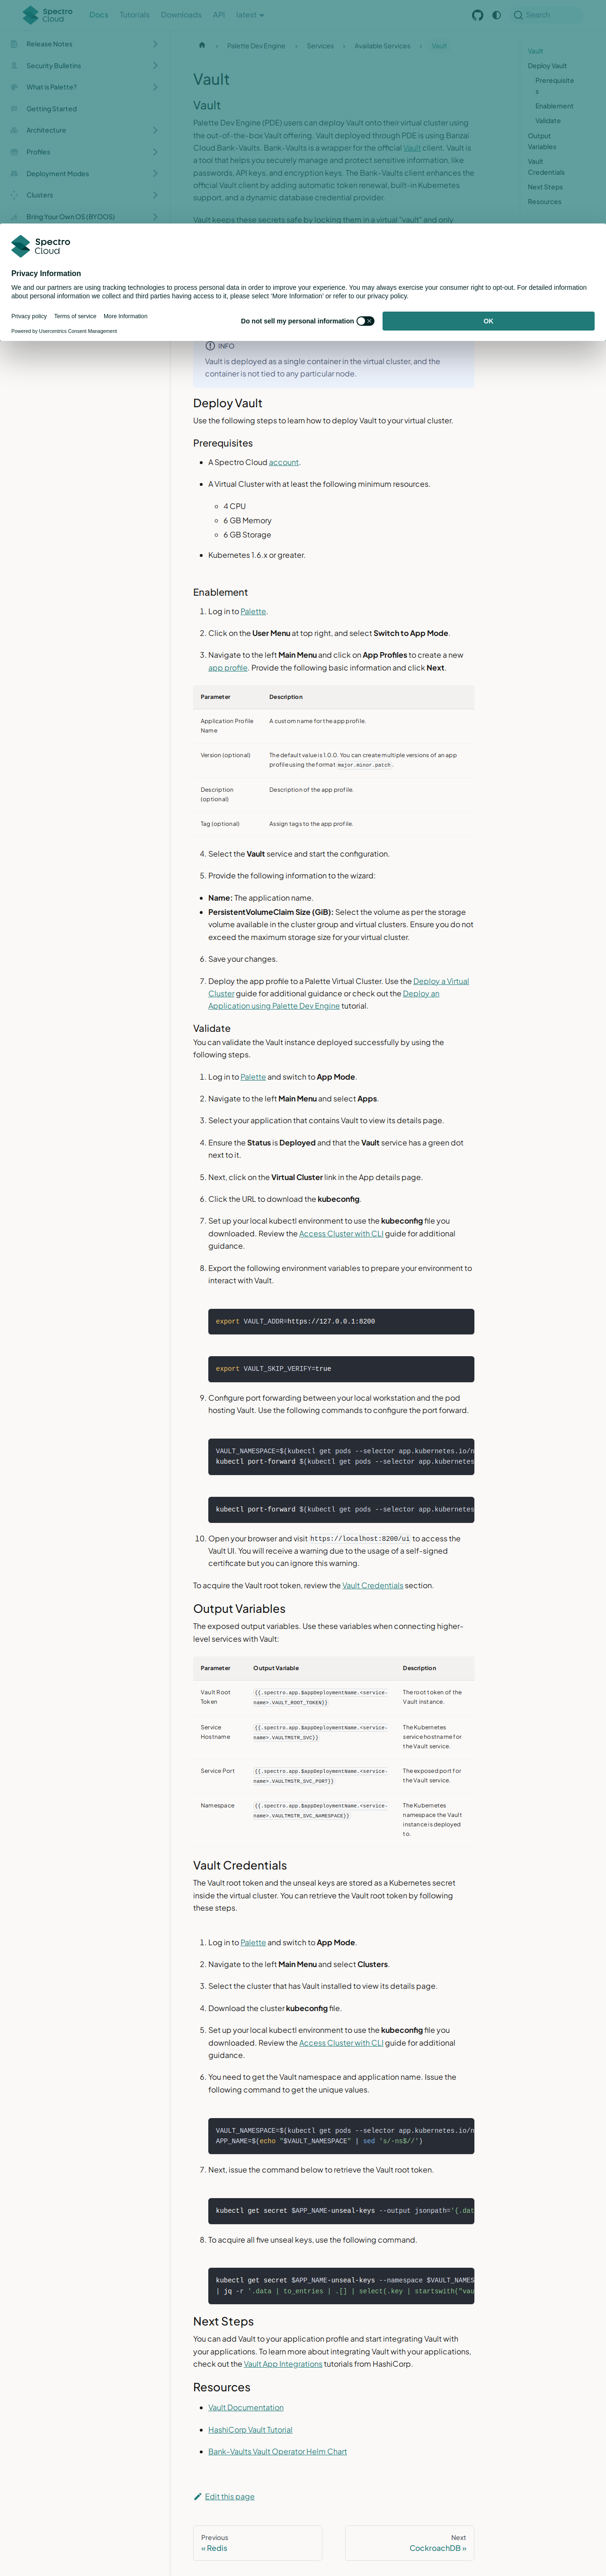 Spectro Cloud
Docs
Tutorials
Downloads
API
latest
Search
Release Notes
Security Bulletins
What is Palette?
Getting Started
Architecture
Profiles
Deployment Modes
Clusters
Bring Your Own OS (BYOOS)
Palette Dev Engine
Services
Available Services
Vault
Vault
Vault
Palette Dev Engine (PDE) users can deploy Vault onto their virtual cluster using
the out-of-the-box Vault offering. Vault deployed through PDE is using Banzai
Cloud Bank-Vaults. Bank-Vaults is a wrapper for the official Vault client. Vault is
a tool that helps you securely manage and protect sensitive information, like
passwords, API keys, and encryption keys. The Bank-Vaults client enhances the
official Vault client by adding automatic token renewal, built-in Kubernetes
support, and a dynamic database credential provider.
Vault keeps these secrets safe by locking them in a virtual "vault" and only
Vault
Deploy Vault
Prerequisite
s
Enablement
Validate
Output
Variables
Vault
Credentials
Next Steps
Resources
Spectro Cloud
Privacy Information
We and our partners are using tracking technologies to process personal data in order to improve your experience. You may always exercise your consumer right to opt-out. For detailed information
about personal information we collect and third parties having access to it, please select 'More Information' or refer to our privacy policy.
Privacy policy
Terms of service
More Information
Powered by Usercentrics Consent Management
Do not sell my personal information
OK
INFO
Vault is deployed as a single container in the virtual cluster, and the
container is not tied to any particular node.
Deploy Vault
Use the following steps to learn how to deploy Vault to your virtual cluster.
Prerequisites
A Spectro Cloud account.
A Virtual Cluster with at least the following minimum resources.
4 CPU
6 GB Memory
6 GB Storage
Kubernetes 1.6.x or greater.
Enablement
1. Log in to Palette.
2. Click on the User Menu at top right, and select Switch to App Mode.
3. Navigate to the left Main Menu and click on App Profiles to create a new
app profile. Provide the following basic information and click Next.
Parameter Description
Application Profile A custom name for the app profile.
Name
Version (optional) The default value is 1.0.0. You can create multiple versions of an app
profile using the format major.minor.patch.
Description Description of the app profile.
(optional)
Tag (optional) Assign tags to the app profile.
4. Select the Vault service and start the configuration.
5. Provide the following information to the wizard:
Name: The application name.
PersistentVolumeClaim Size (GiB): Select the volume as per the storage
volume available in the cluster group and virtual clusters. Ensure you do not
exceed the maximum storage size for your virtual cluster.
6. Save your changes.
7. Deploy the app profile to a Palette Virtual Cluster. Use the Deploy a Virtual
Cluster guide for additional guidance or check out the Deploy an
Application using Palette Dev Engine tutorial.
Validate
You can validate the Vault instance deployed successfully by using the
following steps.
1. Log in to Palette and switch to App Mode.
2. Navigate to the left Main Menu and select Apps.
3. Select your application that contains Vault to view its details page.
4. Ensure the Status is Deployed and that the Vault service has a green dot
next to it.
5. Next, click on the Virtual Cluster link in the App details page.
6. Click the URL to download the kubeconfig.
7. Set up your local kubectl environment to use the kubeconfig file you
downloaded. Review the Access Cluster with CLI guide for additional
guidance.
8. Export the following environment variables to prepare your environment to
interact with Vault.
export VAULT_ADDR=https://127.0.0.1:8200
export VAULT_SKIP_VERIFY=true
9. Configure port forwarding between your local workstation and the pod
hosting Vault. Use the following commands to configure the port forward.
VAULT_NAMESPACE=$(kubectl get pods --selector app.kubernetes.io/n
kubectl port-forward $(kubectl get pods --selector app.kubernetes
kubectl port-forward $(kubectl get pods --selector app.kubernetes
10. Open your browser and visit https://localhost:8200/ui to access the
Vault UI. You will receive a warning due to the usage of a self-signed
certificate but you can ignore this warning.
To acquire the Vault root token, review the Vault Credentials section.
Output Variables
The exposed output variables. Use these variables when connecting higher-
level services with Vault:
Parameter Output Variable Description
Vault Root {{.spectro.app.$appDeploymentName.<service- The root token of the
Token name>.VAULT_ROOT_TOKEN}} Vault instance.
Service {{.spectro.app.$appDeploymentName.<service- The Kubernetes
Hostname name>.VAULTMSTR_SVC}} service hostname for
the Vault service.
Service Port {{.spectro.app.$appDeploymentName.<service- The exposed port for
name>.VAULTMSTR_SVC_PORT}} the Vault service.
Namespace {{.spectro.app.$appDeploymentName.<service- The Kubernetes
name>.VAULTMSTR_SVC_NAMESPACE}} namespace the Vault
instance is deployed
to.
Vault Credentials
The Vault root token and the unseal keys are stored as a Kubernetes secret
inside the virtual cluster. You can retrieve the Vault root token by following
these steps.
1. Log in to Palette and switch to App Mode.
2. Navigate to the left Main Menu and select Clusters.
3. Select the cluster that has Vault installed to view its details page.
4. Download the cluster kubeconfig file.
5. Set up your local kubectl environment to use the kubeconfig file you
downloaded. Review the Access Cluster with CLI guide for additional
guidance.
6. You need to get the Vault namespace and application name. Issue the
following command to get the unique values.
VAULT_NAMESPACE=$(kubectl get pods --selector app.kubernetes.io/n
APP_NAME=$(echo "$VAULT_NAMESPACE" | sed 's/-ns$//')
7. Next, issue the command below to retrieve the Vault root token.
kubectl get secret $APP_NAME-unseal-keys --output jsonpath='{.dat
8. To acquire all five unseal keys, use the following command.
kubectl get secret $APP_NAME-unseal-keys --namespace $VAULT_NAMES
| jq -r '.data | to_entries | .[] | select(.key | startswith("vau
Next Steps
You can add Vault to your application profile and start integrating Vault with
your applications. To learn more about integrating Vault with your applications,
check out the Vault App Integrations tutorials from HashiCorp.
Resources
Vault Documentation
HashiCorp Vault Tutorial
Bank-Vaults Vault Operator Helm Chart
Edit this page
Previous
« Redis
Next
CockroachDB »